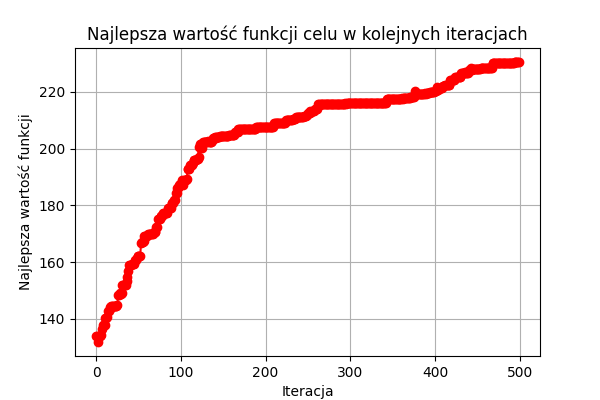 Najlepsza wartość funkcji celu w kolejnych iteracjach
Najlepsza wartość funkcji
220
200
180
160
140
0 100 200 300 400 500
Iteracja